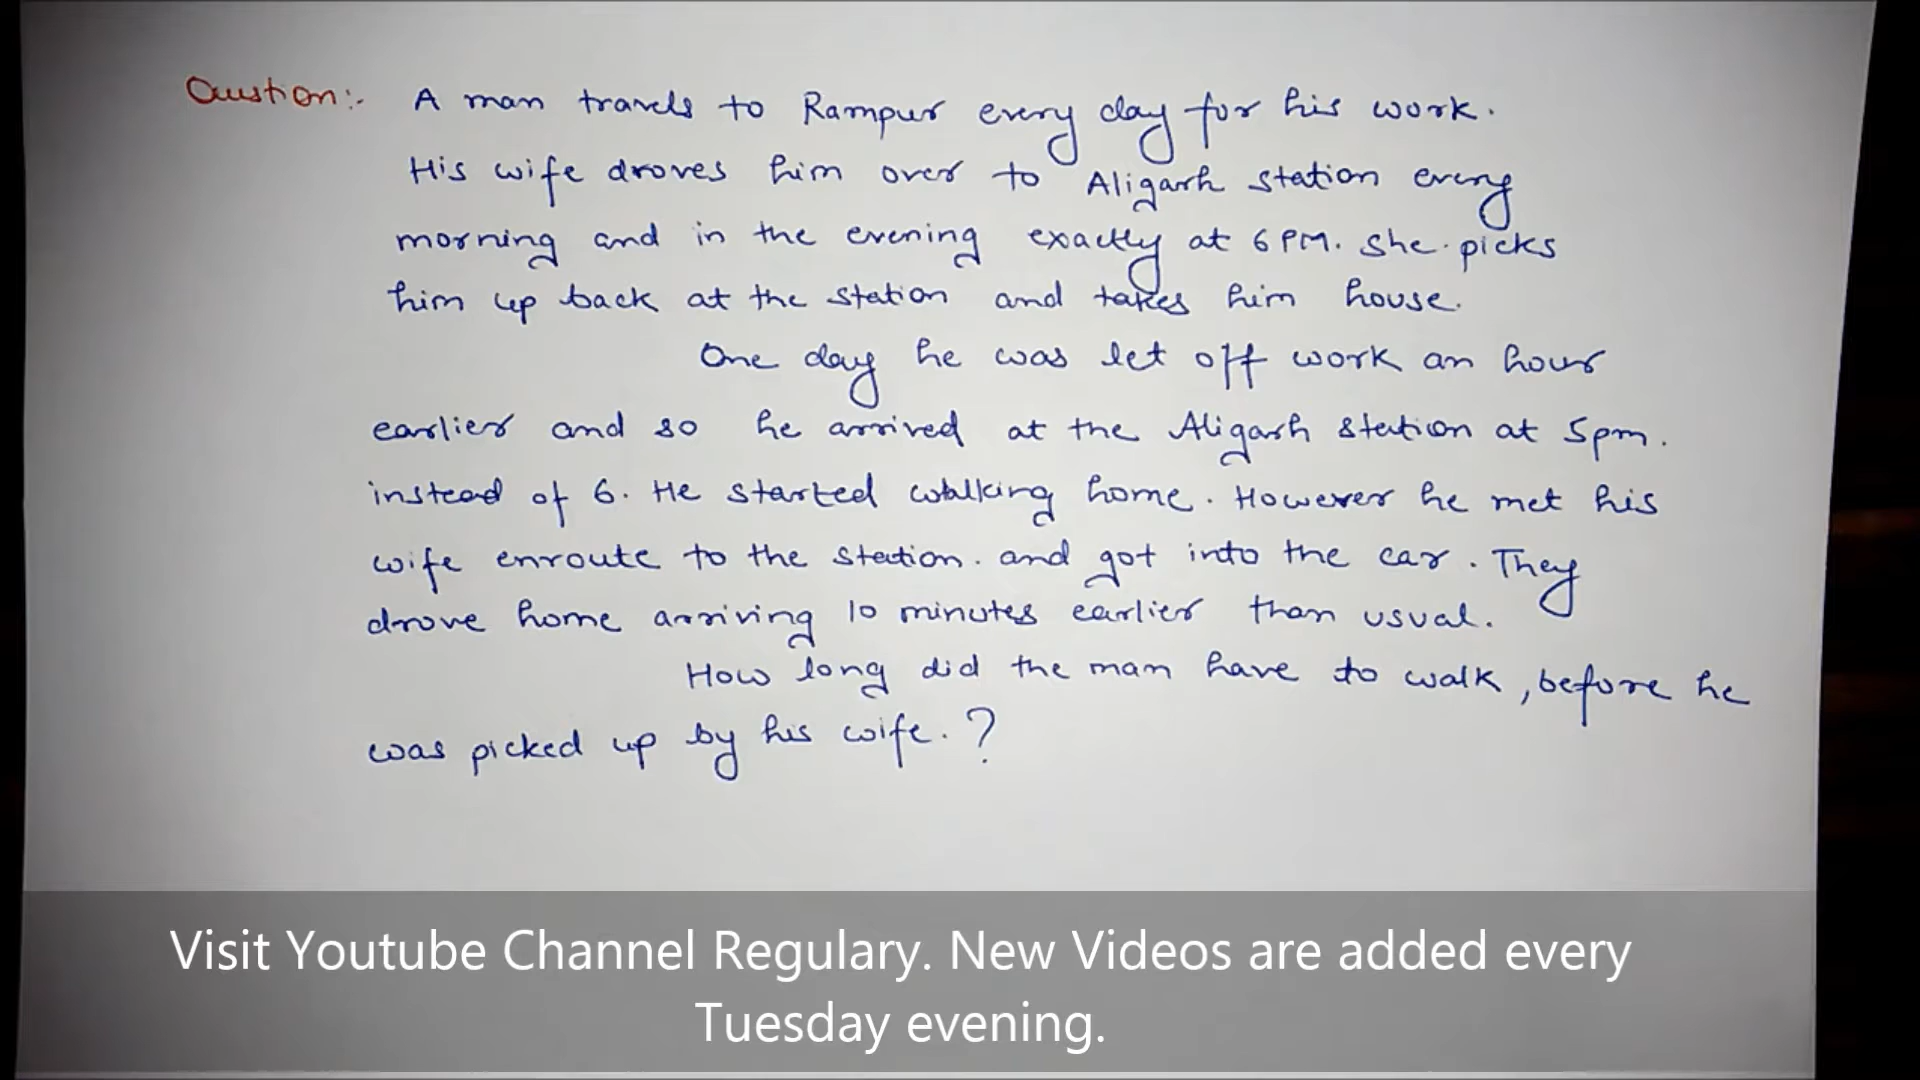 Question:- A man travels to Rampur every day for his work.
His wife droves him over to Aligarh station every
morning and in the evening exactly at 6 PM. she picks
him up back at the station and takes him house.
One day he was let off work an hour
earlier and so he arrived at the Aligarh station at 5pm.
instead of 6. He started walking home. However he met his
wife enroute to the station. and got into the car. They
drove home arriving 10 minutes earlier than usual.
How long did the man have to walk, before he
was picked up by his wife.?
Visit Youtube Channel Regulary. New Videos are added every
Tuesday evening.